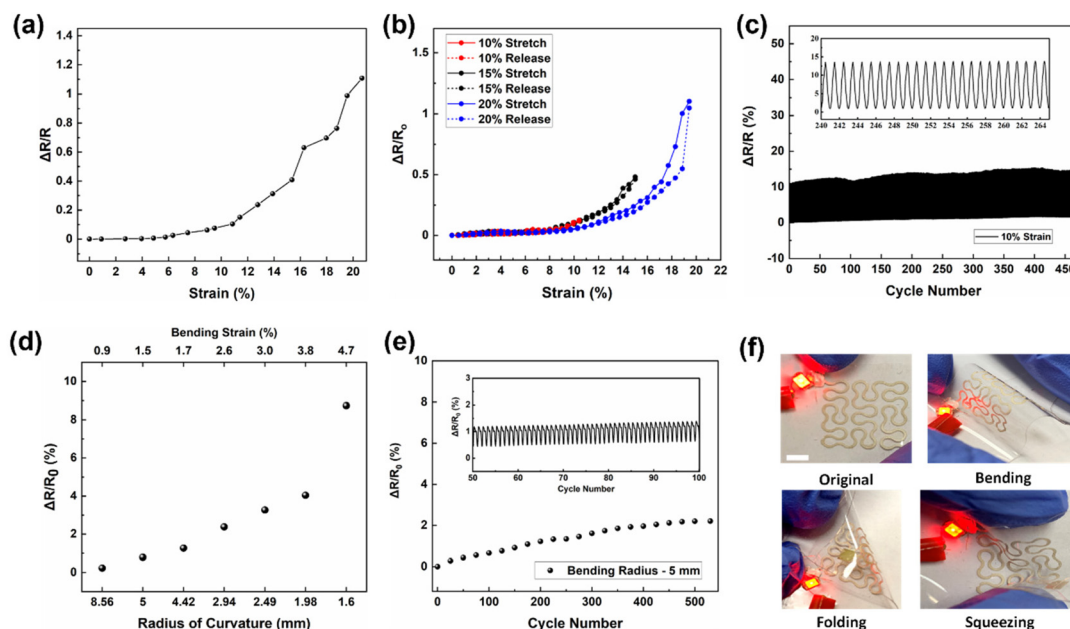 (a)
1.4
1.2
1
0.8
0.6
0.4
0.2
0
ΔR/R
0 2 4 6 8 10 12 14 16 18 20
Strain (%)
(b)
10% Stretch
10% Release
15% Stretch
15% Release
20% Stretch
20% Release
1.5
1
0.5
0
ΔR/Ro
0 2 4 6 8 10 12 14 16 18 20 22
Strain (%)
(c)
50
40
30
20
10
0
-10
ΔR/R (%)
20
15
10
5
0
240 242 244 246 248 250 252 254 256 258 260 262 264
10% Strain
0 50 100 150 200 250 300 350 400 450
Cycle Number
(d)
Bending Strain (%)
0.9 1.5 1.7 2.6 3.0 3.8 4.7
10
8
6
4
2
0
ΔR/R0 (%)
8.56 5 4.42 2.94 2.49 1.98 1.6
Radius of Curvature (mm)
(e)
10
8
6
4
2
0
ΔR/R0 (%)
3
2
1
0
ΔR/R0 (%)
50 60 70 80 90 100
Cycle Number
Bending Radius - 5 mm
0 100 200 300 400 500
Cycle Number
(f)
Original
Bending
Folding
Squeezing